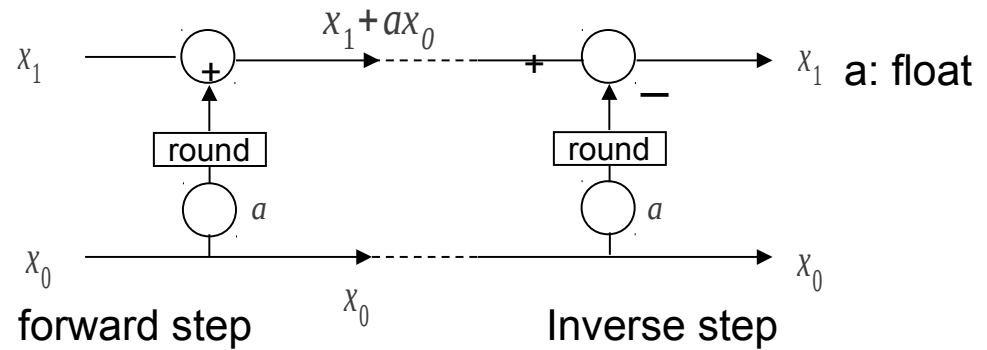 x₁ + x₁+ax₀ + − x₁ a: float
round round
a a
x₀ x₀ x₀
forward step Inverse step